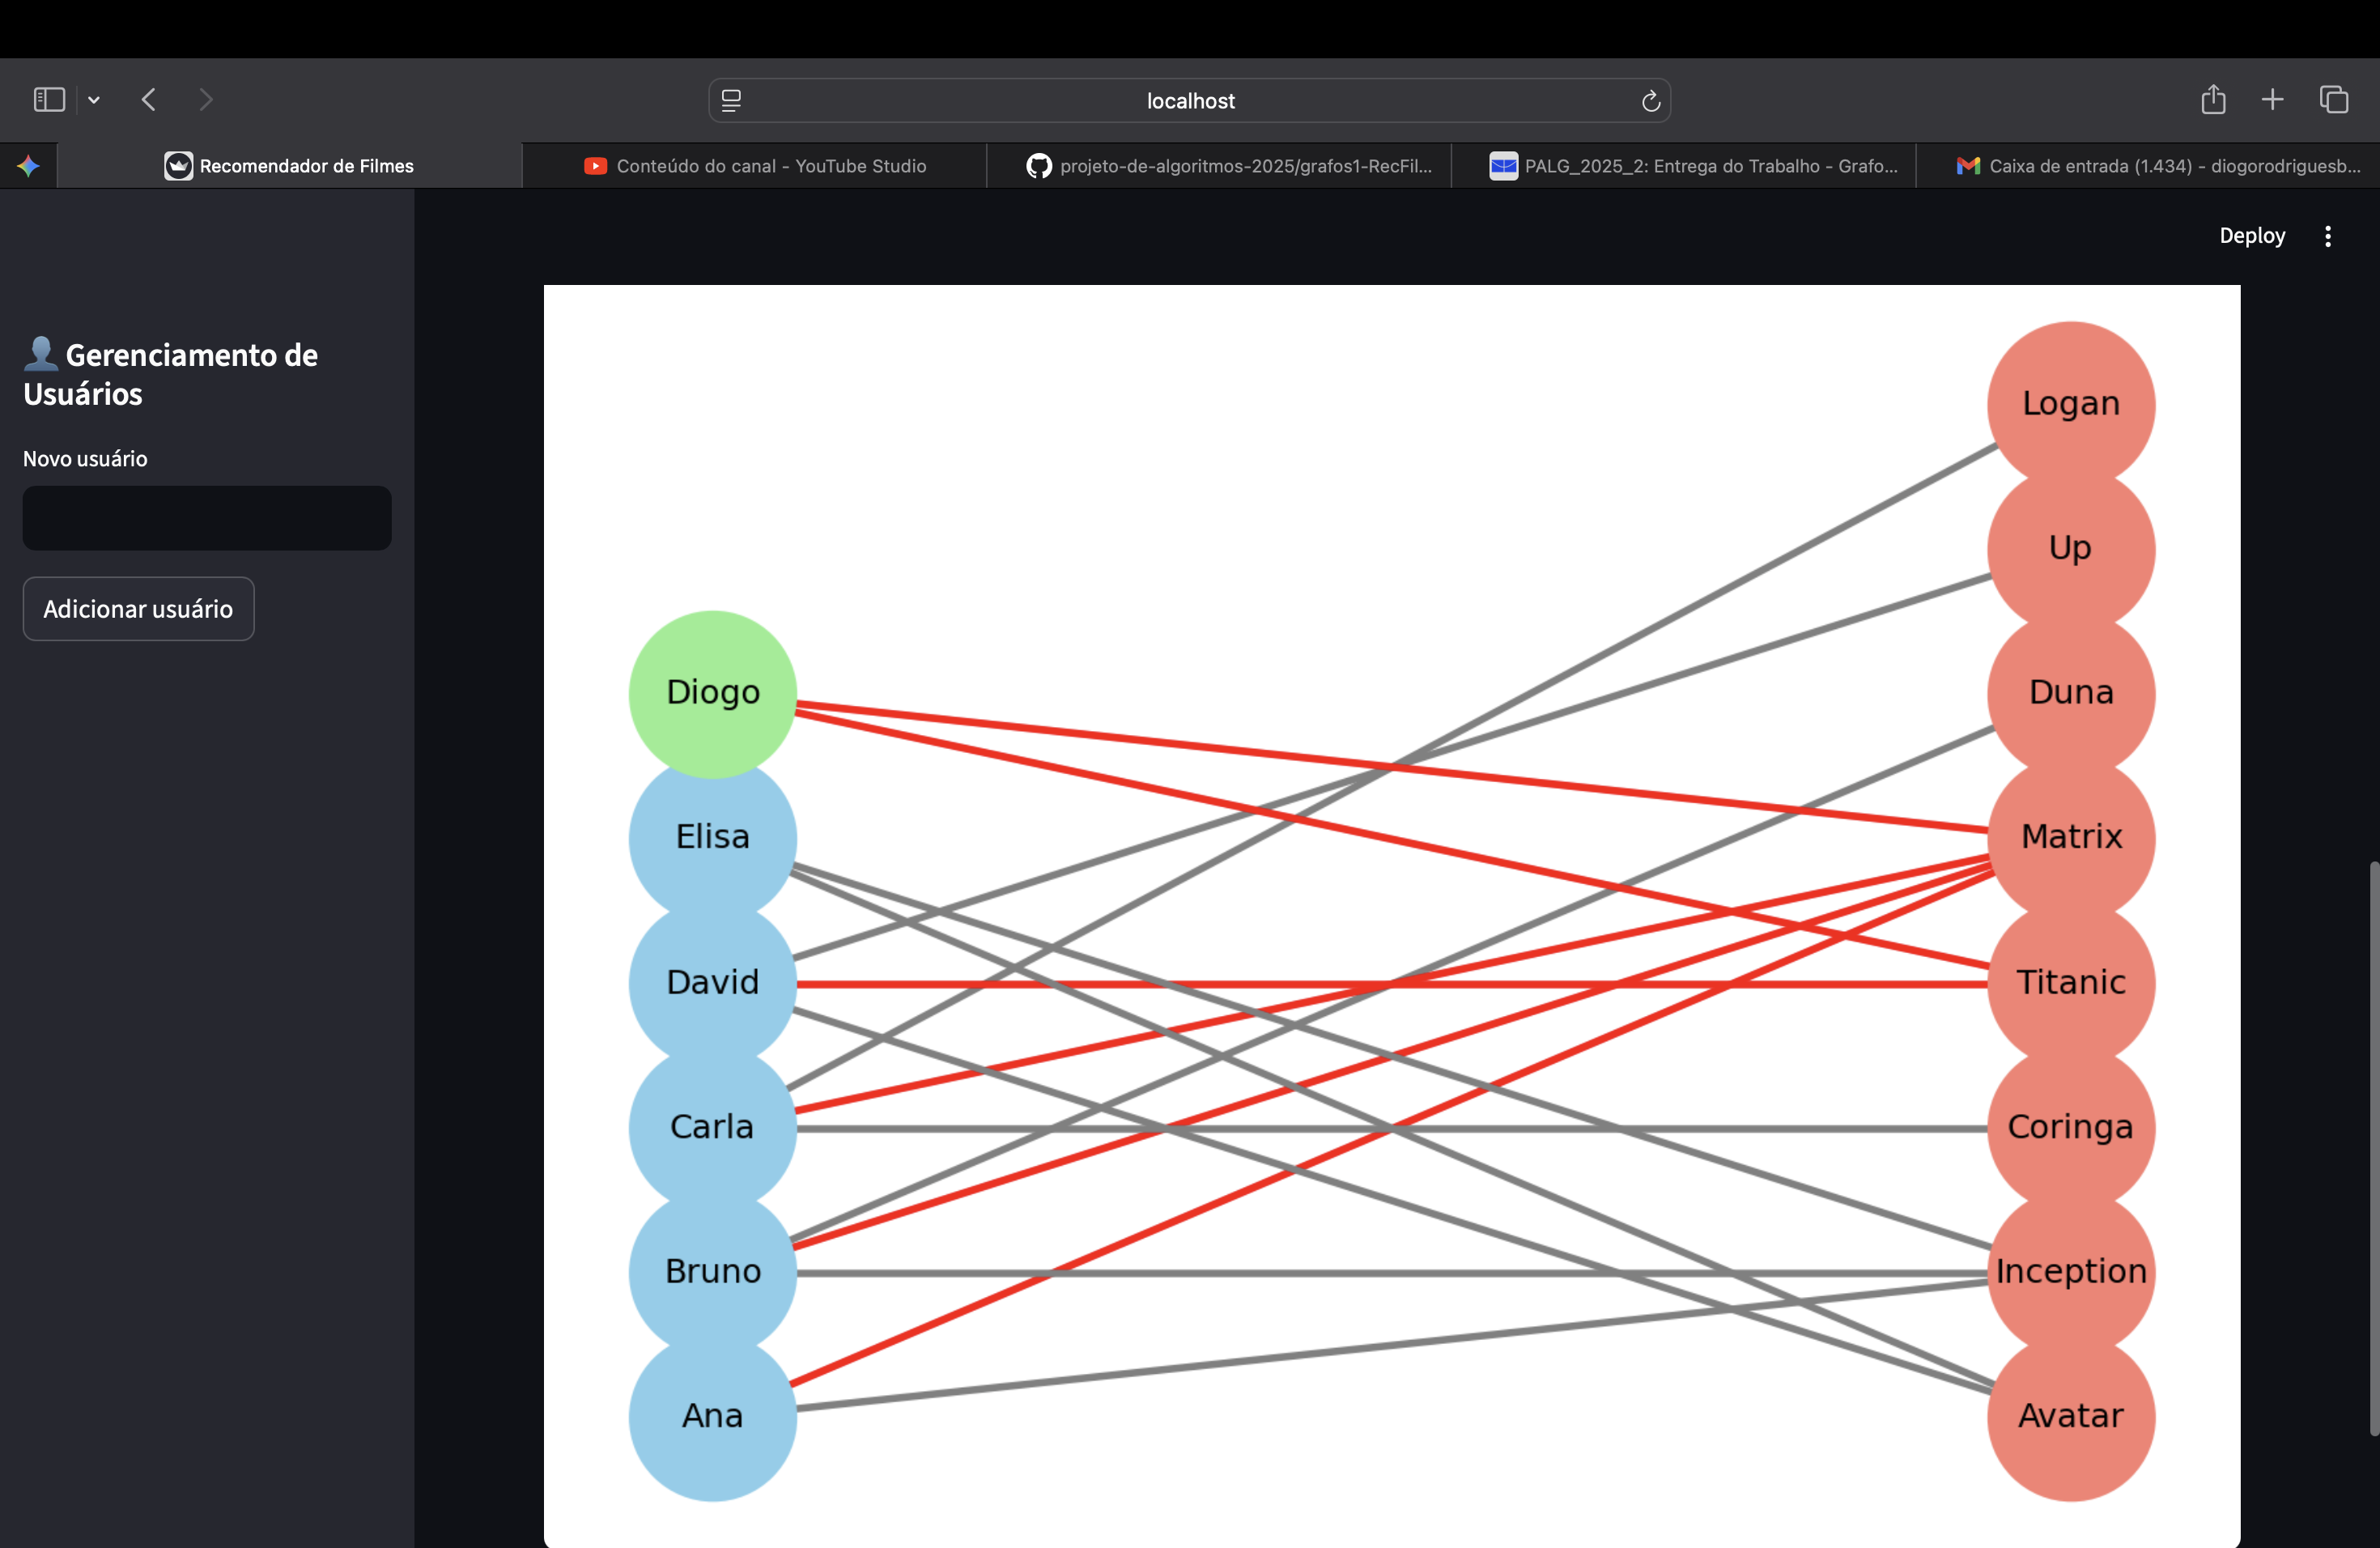 localhost
Recomendador de Filmes
Conteúdo do canal - YouTube Studio
projeto-de-algoritmos-2025/grafos1-RecFil...
PALG_2025_2: Entrega do Trabalho - Grafo...
Caixa de entrada (1.434) - diogorodriguesb...
Deploy
Gerenciamento de
Usuários
Novo usuário
Adicionar usuário
Diogo
Elisa
David
Carla
Bruno
Ana
Logan
Up
Duna
Matrix
Titanic
Coringa
Inception
Avatar